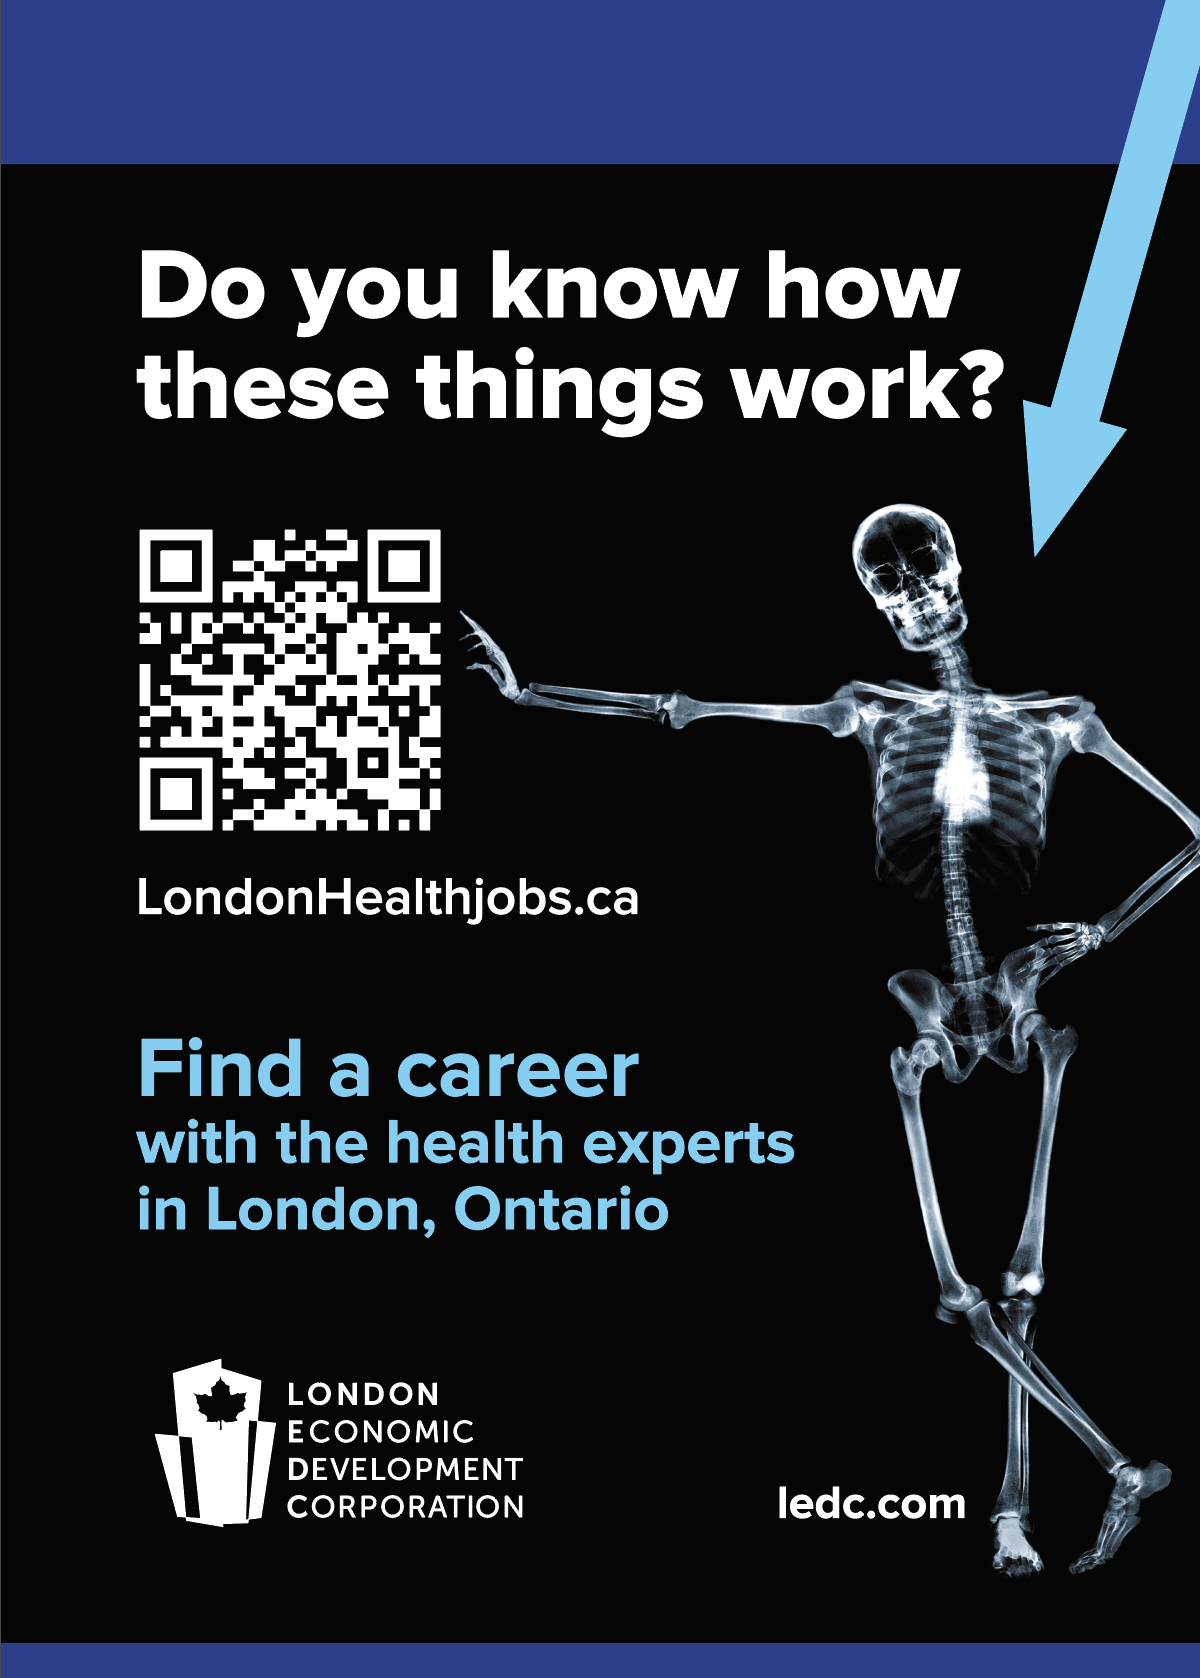 Do you know how
these things work?
LondonHealthjobs.ca
Find a career
with the health experts
in London, Ontario
LONDON
ECONOMIC
DEVELOPMENT
CORPORATION
ledc.com